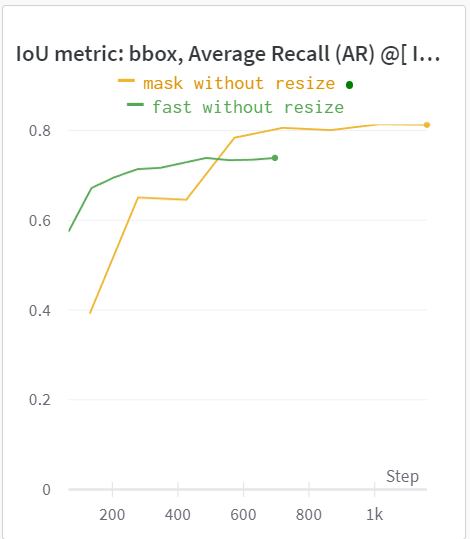 IoU metric: bbox, Average Recall (AR) @[ I...
mask without resize
fast without resize
0.8
0.6
0.4
0.2
0
Step
200 400 600 800 1k